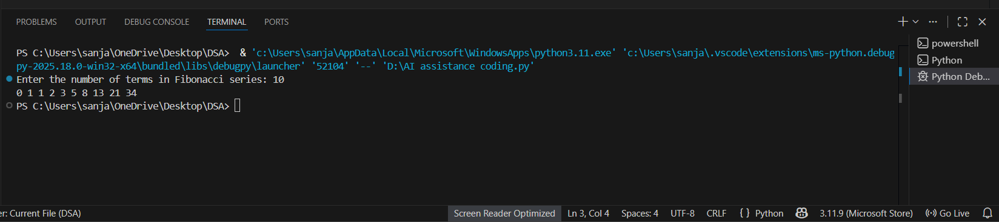 PROBLEMS OUTPUT DEBUG CONSOLE TERMINAL PORTS
PS C:\Users\sanja\OneDrive\Desktop\DSA>  & 'c:\Users\sanja\AppData\Local\Microsoft\WindowsApps\python3.11.exe' 'c:\Users\sanja\.vscode\extensions\ms-python.debug
py-2025.18.0-win32-x64\bundled\libs\debugpy\launcher' '52104' '--' 'D:\AI assistance coding.py'
Enter the number of terms in Fibonacci series: 10
0 1 1 2 3 5 8 13 21 34
PS C:\Users\sanja\OneDrive\Desktop\DSA>
powershell
Python
Python Deb...
er: Current File (DSA) Screen Reader Optimized Ln 3, Col 4 Spaces: 4 UTF-8 CRLF { } Python 3.11.9 (Microsoft Store) Go Live